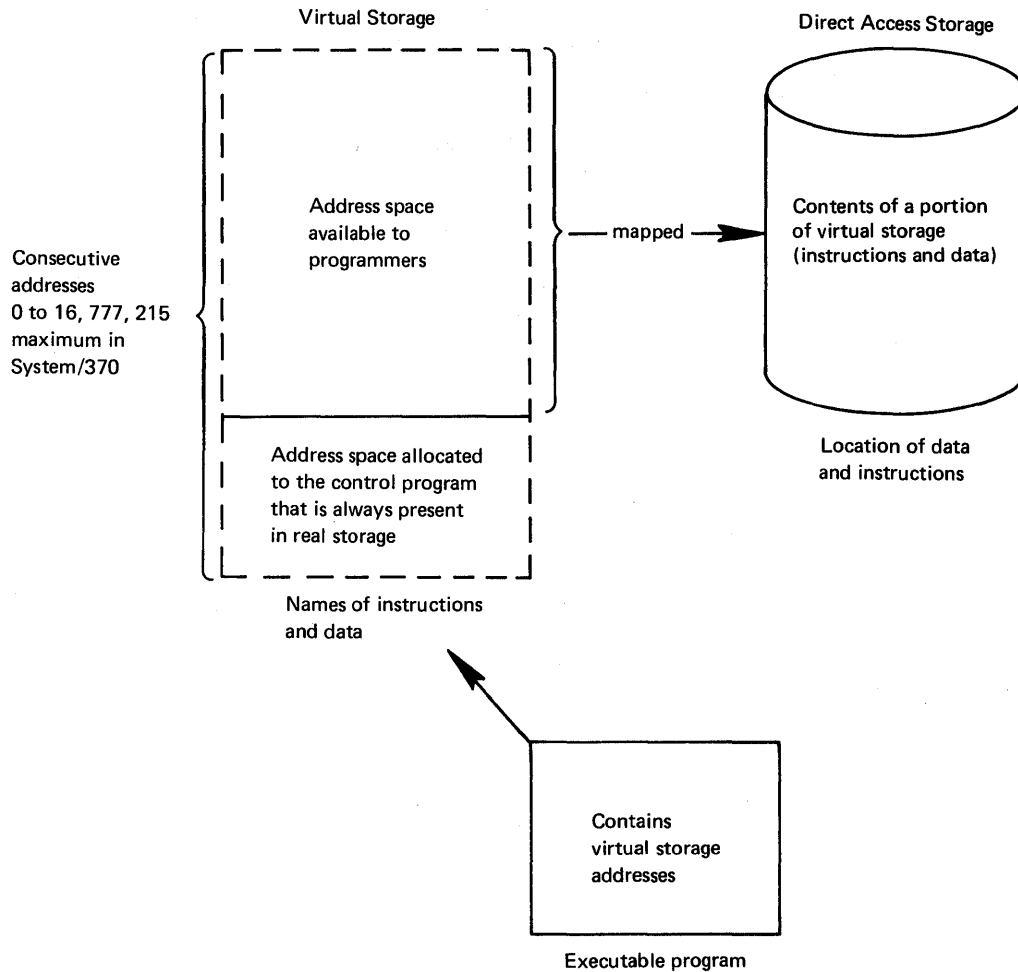 Virtual Storage
Direct Access Storage
Address space
available to
programmers
mapped
Contents of a portion
of virtual storage
(instructions and data)
Consecutive
addresses
0 to 16, 777, 215
maximum in
System/370
Address space allocated
to the control program
that is always present
in real storage
Location of data
and instructions
Names of instructions
and data
Contains
virtual storage
addresses
Executable program